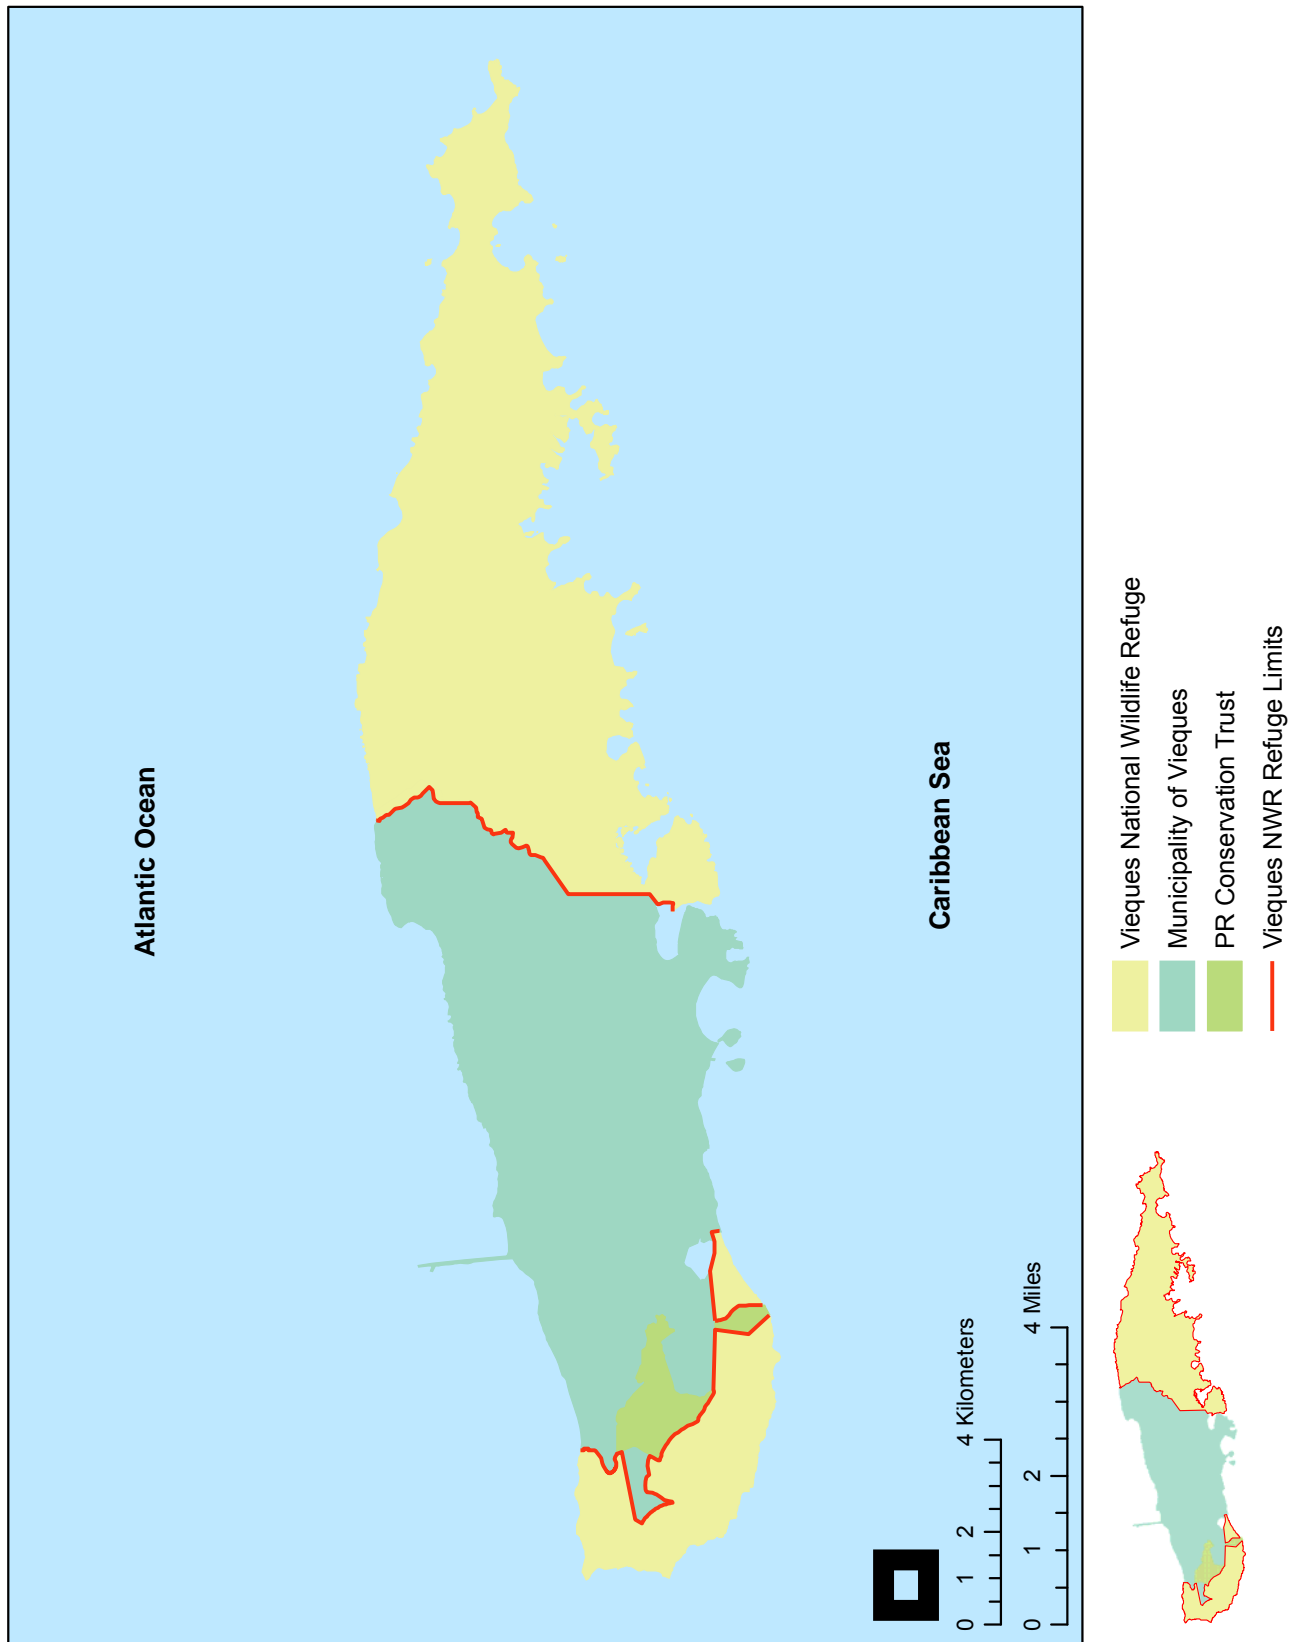 Atlantic Ocean
Caribbean Sea
0 1 2 4 Kilometers
0 1 2 4 Miles
Vieques National Wildlife Refuge
Municipality of Vieques
PR Conservation Trust
Vieques NWR Refuge Limits